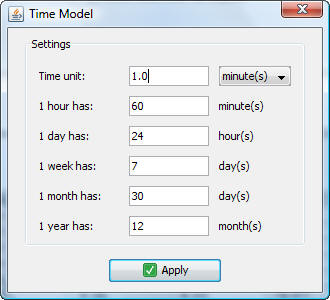 Time Model
Settings
Time unit: 1.0 minute(s)
1 hour has: 60 minute(s)
1 day has: 24 hour(s)
1 week has: 7 day(s)
1 month has: 30 day(s)
1 year has: 12 month(s)
Apply